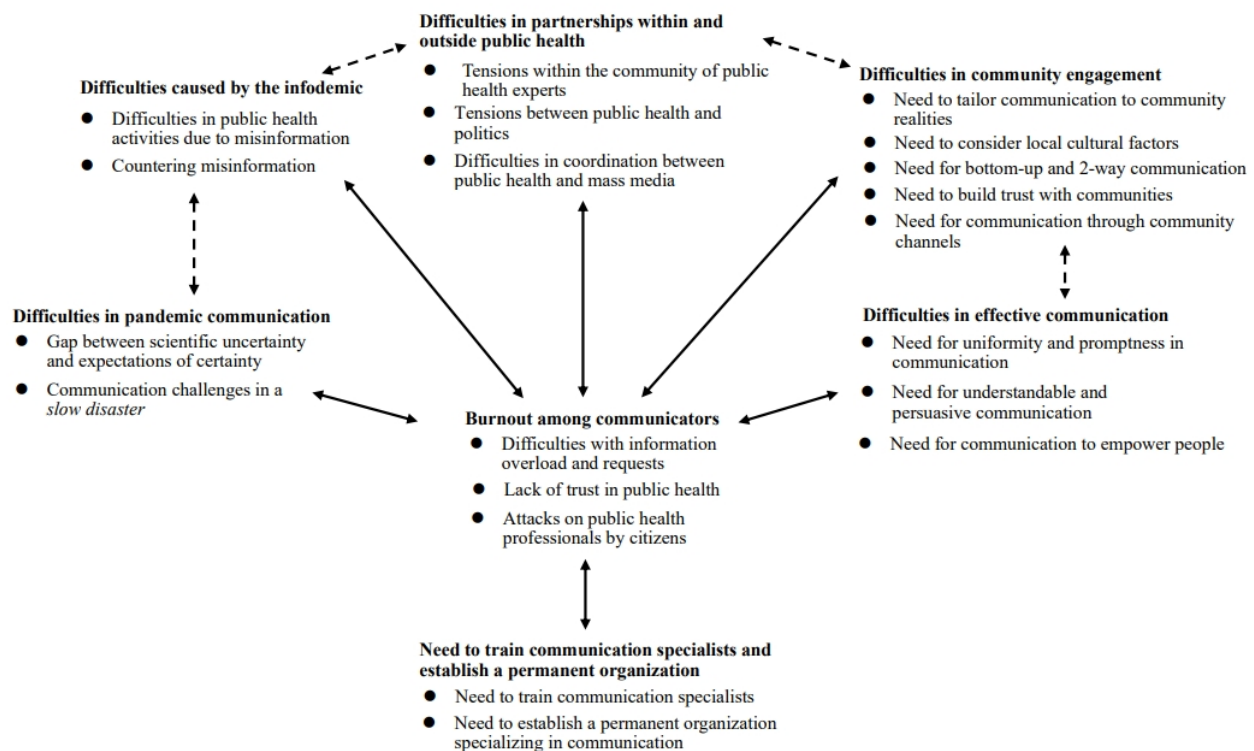 Difficulties in partnerships within and
outside public health
● Tensions within the community of public
health experts
● Tensions between public health and
politics
● Difficulties in coordination between
public health and mass media
Difficulties caused by the infodemic
● Difficulties in public health
activities due to misinformation
● Countering misinformation
Difficulties in community engagement
● Need to tailor communication to community
realities
● Need to consider local cultural factors
● Need for bottom-up and 2-way communication
● Need to build trust with communities
● Need for communication through community
channels
Difficulties in pandemic communication
● Gap between scientific uncertainty
and expectations of certainty
● Communication challenges in a
slow disaster
Difficulties in effective communication
● Need for uniformity and promptness in
communication
● Need for understandable and
persuasive communication
● Need for communication to empower people
Burnout among communicators
● Difficulties with information
overload and requests
● Lack of trust in public health
● Attacks on public health
professionals by citizens
Need to train communication specialists and
establish a permanent organization
● Need to train communication specialists
● Need to establish a permanent organization
specializing in communication